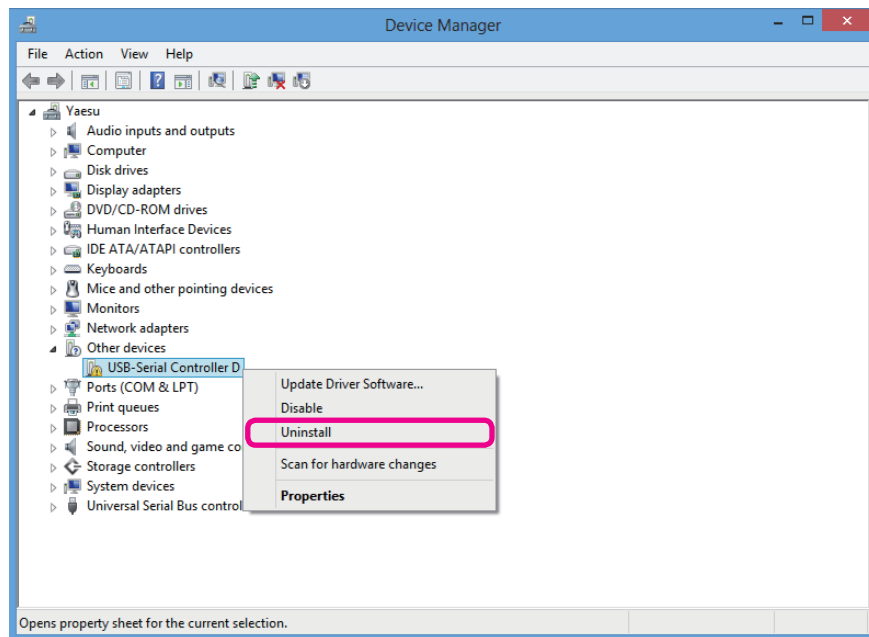 Device Manager
File Action View Help
Yaesu
Audio inputs and outputs
Computer
Disk drives
Display adapters
DVD/CD-ROM drives
Human Interface Devices
IDE ATA/ATAPI controllers
Keyboards
Mice and other pointing devices
Monitors
Network adapters
Other devices
USB-Serial Controller D
Ports (COM & LPT)
Print queues
Processors
Sound, video and game co
Storage controllers
System devices
Universal Serial Bus control
Update Driver Software...
Disable
Uninstall
Scan for hardware changes
Properties
Opens property sheet for the current selection.